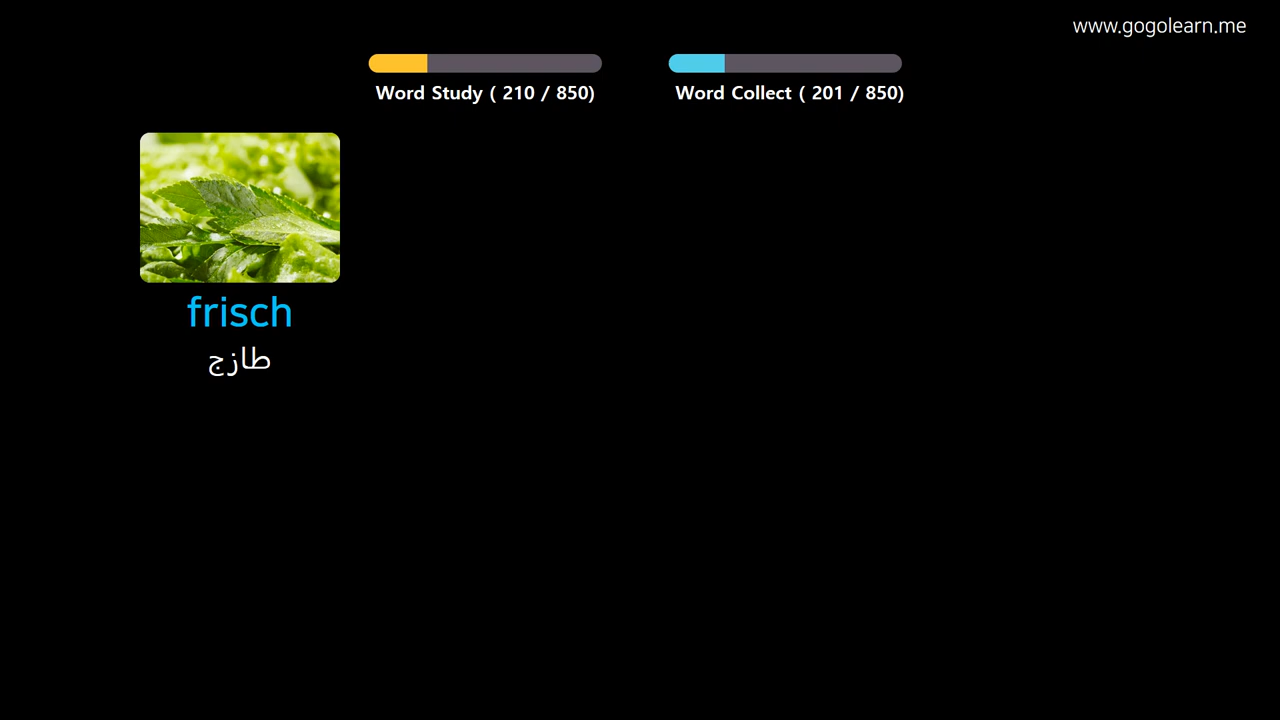 www.gogolearn.me
Word Study ( 210 / 850)
Word Collect ( 201 / 850)
frisch
طازج